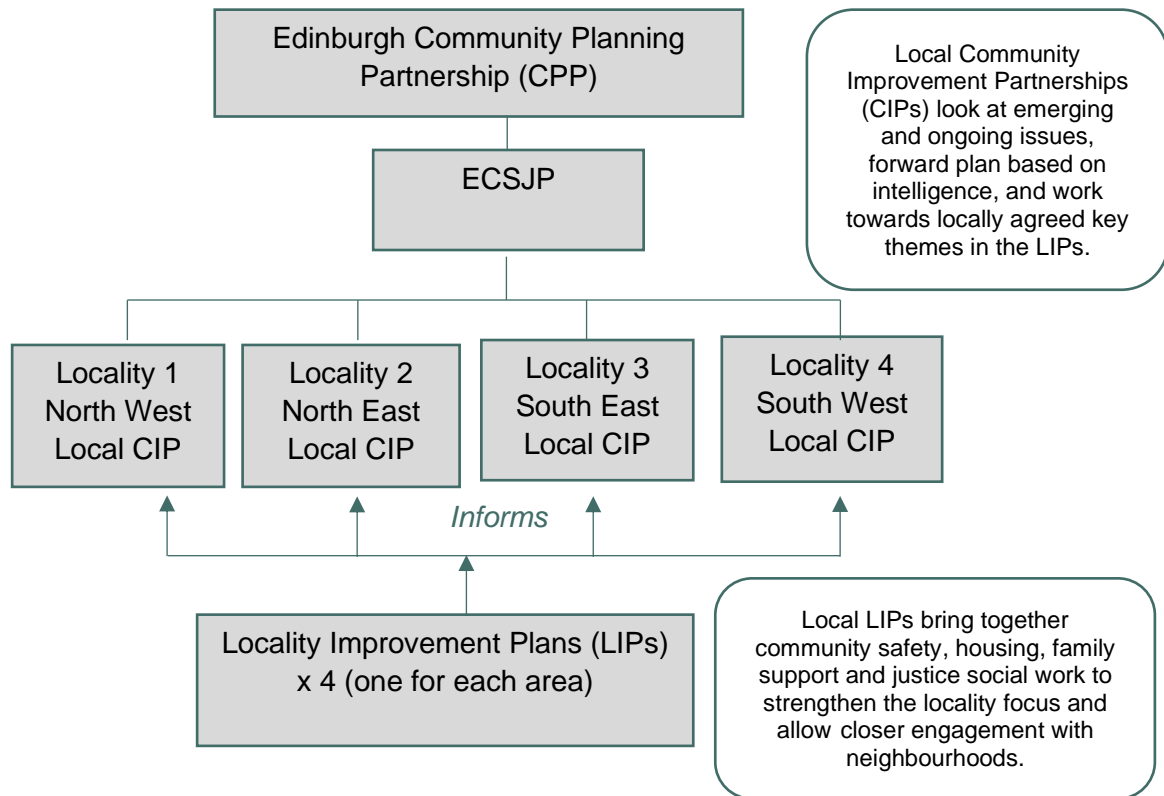 Edinburgh Community Planning
Partnership (CPP)
Local Community
Improvement Partnerships
(CIPs) look at emerging
and ongoing issues,
forward plan based on
intelligence, and work
towards locally agreed key
themes in the LIPs.
ECSJP
Locality 1
North West
Local CIP
Locality 2
North East
Local CIP
Locality 3
South East
Local CIP
Locality 4
South West
Local CIP
Informs
Locality Improvement Plans (LIPs)
x 4 (one for each area)
Local LIPs bring together
community safety, housing, family
support and justice social work to
strengthen the locality focus and
allow closer engagement with
neighbourhoods.